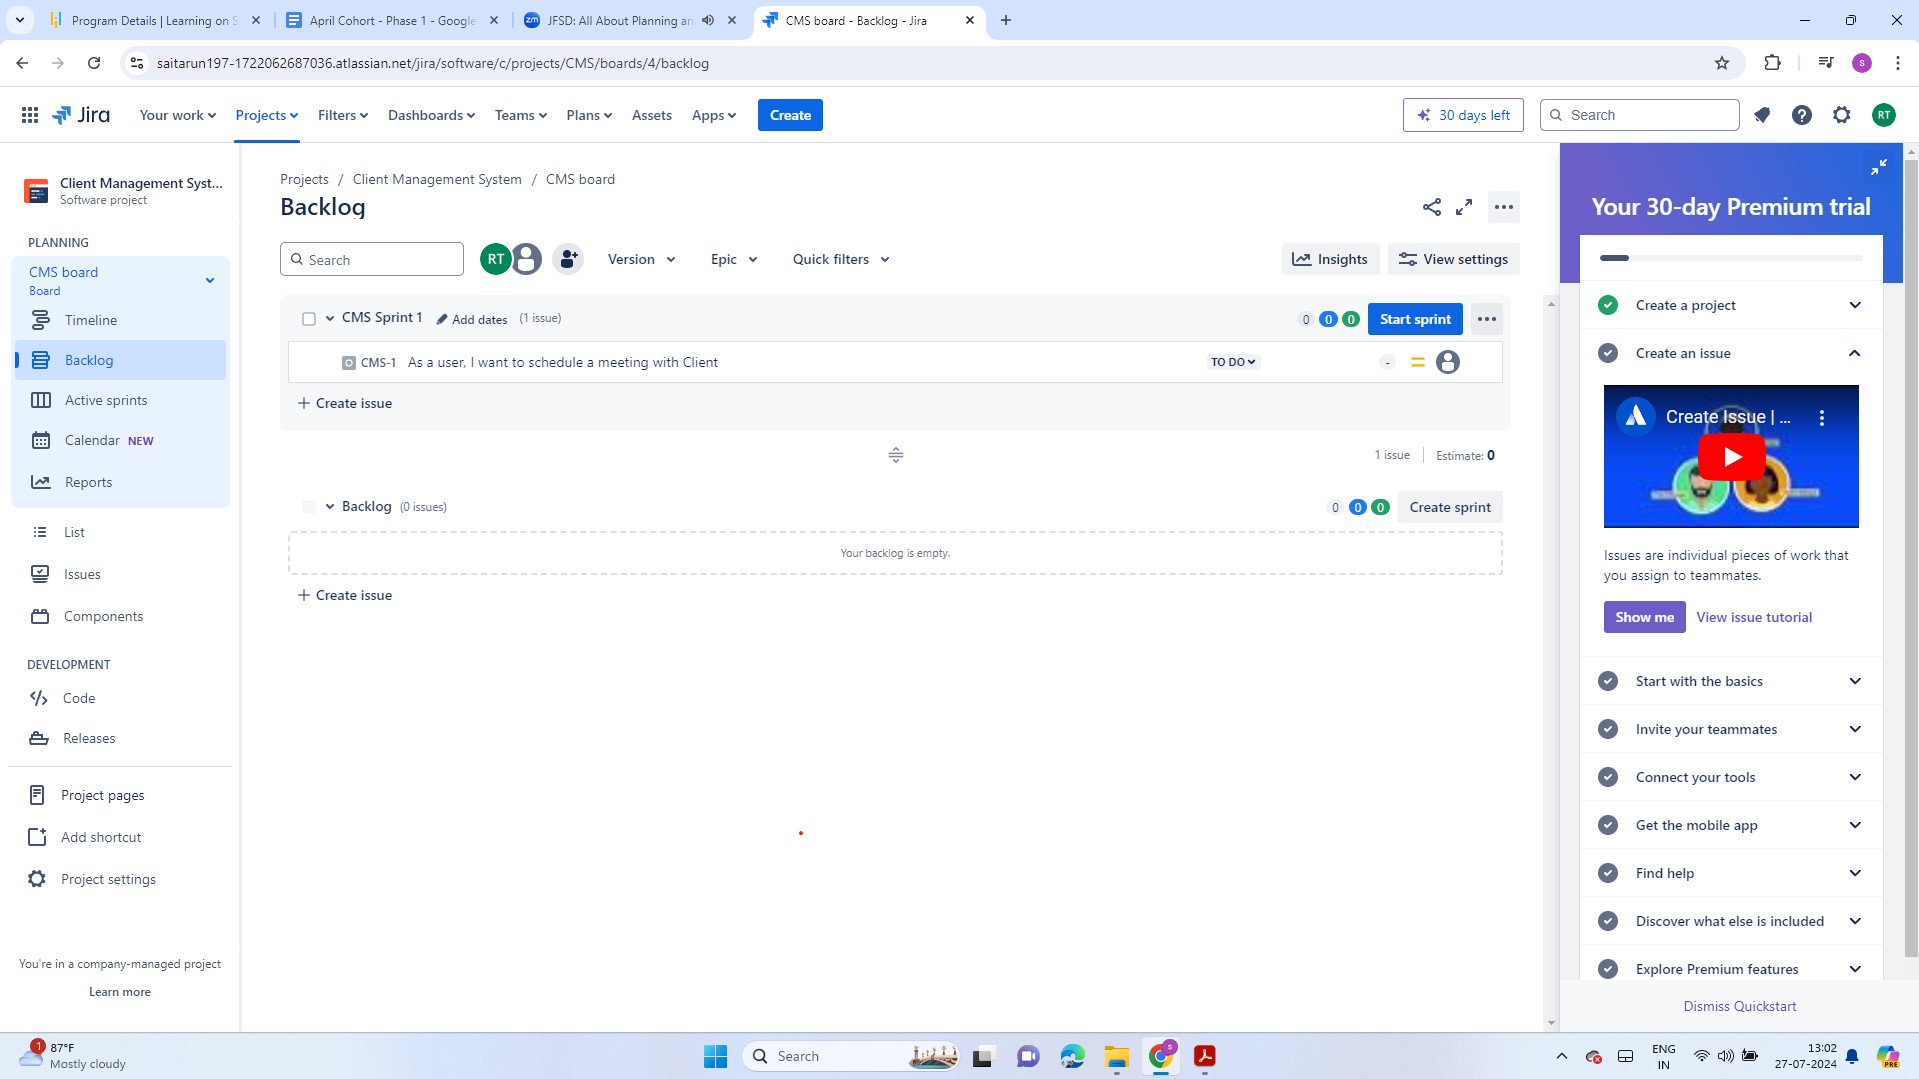 Program Details | Learning on S
April Cohort - Phase 1 - Google
zm
JFSD: All About Planning an
CMS board - Backlog - Jira
saitarun197-1722062687036.atlassian.net/jira/software/c/projects/CMS/boards/4/backlog
S
Jira
Your work
Projects
Filters
Dashboards
Teams
Plans
Assets
Apps
Create
30 days left
Search
RT
Client Management Syst...
Software project
PLANNING
CMS board
Board
Timeline
Backlog
Active sprints
Calendar NEW
Reports
List
Issues
Components
DEVELOPMENT
Code
Releases
Project pages
Add shortcut
Project settings
You're in a company-managed project
Learn more
Projects / Client Management System / CMS board
Backlog
Search
RT
Version
Epic
Quick filters
Insights
View settings
CMS Sprint 1 Add dates (1 issue)
0 0 0 Start sprint
CMS-1 As a user, I want to schedule a meeting with Client
TO DO
-
+ Create issue
1 issue
Estimate: 0
Backlog (0 issues)
0 0 0 Create sprint
Your backlog is empty.
+ Create issue
Your 30-day Premium trial
Create a project
Create an issue
Create Issue | ...
Issues are individual pieces of work that
you assign to teammates.
Show me
View issue tutorial
Start with the basics
Invite your teammates
Connect your tools
Get the mobile app
Find help
Discover what else is included
Explore Premium features
Dismiss Quickstart
1
87°F
Mostly cloudy
Search
S
ENG
IN
13:02
27-07-2024
PRE